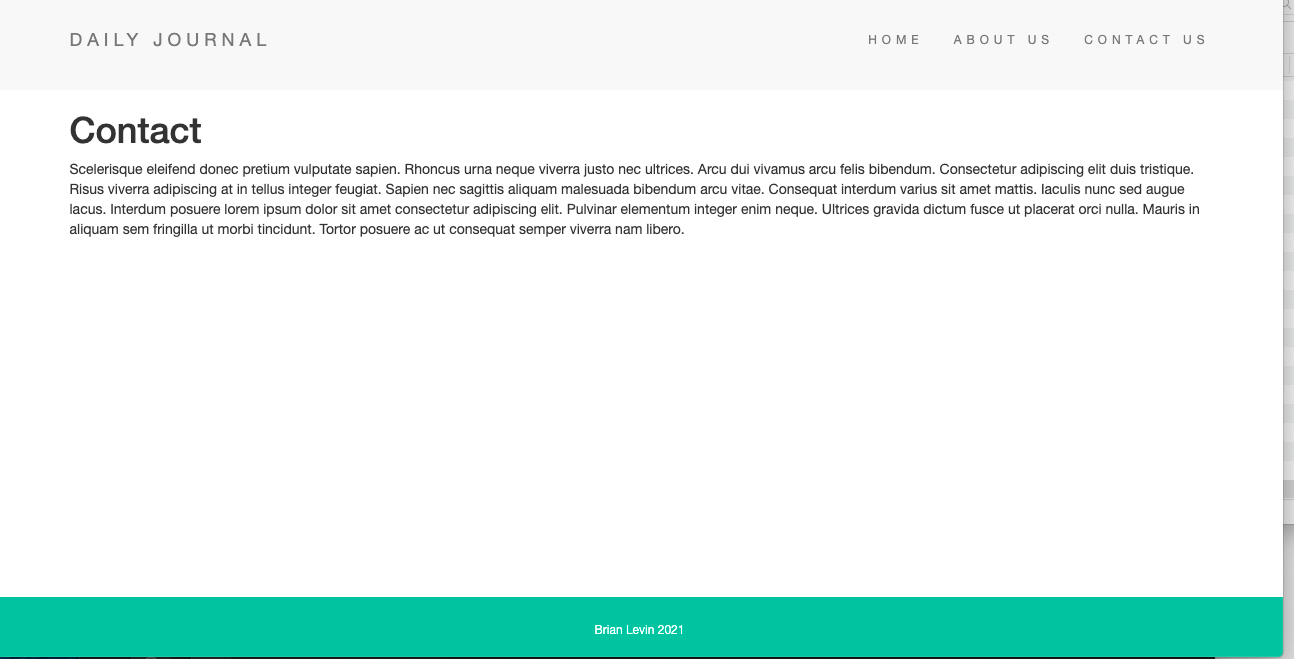 DAILY JOURNAL
HOME ABOUT US CONTACT US
Contact
Scelerisque eleifend donec pretium vulputate sapien. Rhoncus urna neque viverra justo nec ultrices. Arcu dui vivamus arcu felis bibendum. Consectetur adipiscing elit duis tristique.
Risus viverra adipiscing at in tellus integer feugiat. Sapien nec sagittis aliquam malesuada bibendum arcu vitae. Consequat interdum varius sit amet mattis. Iaculis nunc sed augue
lacus. Interdum posuere lorem ipsum dolor sit amet consectetur adipiscing elit. Pulvinar elementum integer enim neque. Ultrices gravida dictum fusce ut placerat orci nulla. Mauris in
aliquam sem fringilla ut morbi tincidunt. Tortor posuere ac ut consequat semper viverra nam libero.
Brian Levin 2021